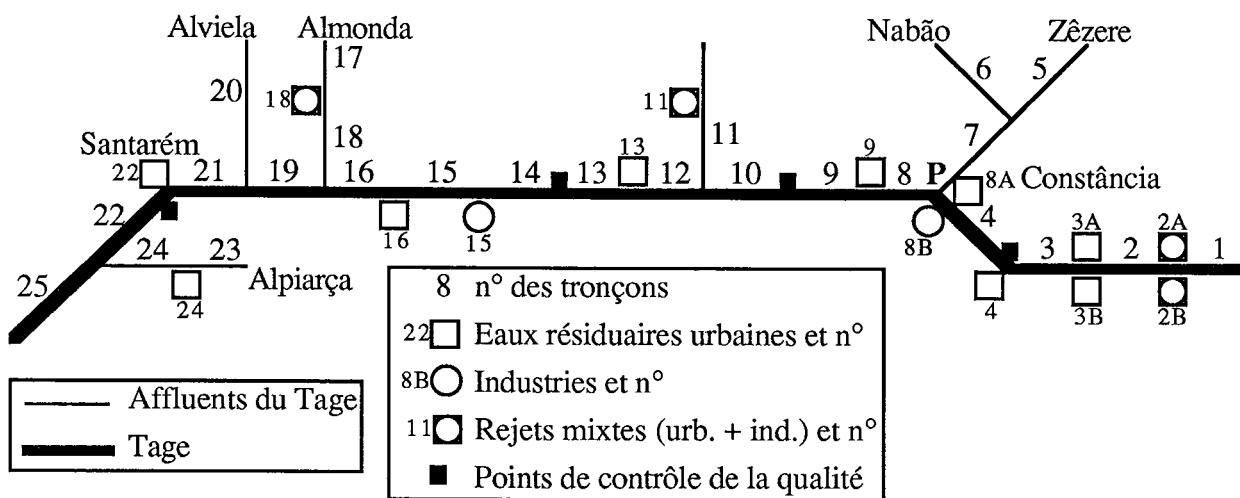 Alviela Almonda Nabão Zêzere
17
6 5
20 18
11
18 11 7
Santarém 13 9
22 21 19 16 15 14 13 12 10 9 8 P 8A Constância
22 4 3A 2A
16 15 8B 3 2 1
24 23
Alpiarça
25 24 4 3B 2B
8 n° des tronçons
22 Eaux résiduaires urbaines et n°
8B Industries et n°
11 Rejets mixtes (urb. + ind.) et n°
Points de contrôle de la qualité
Affluents du Tage
Tage